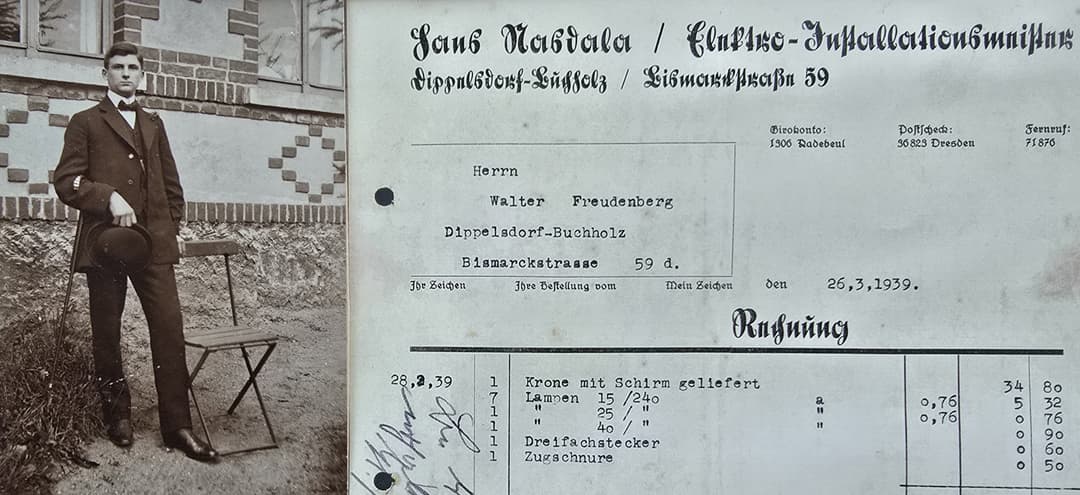 Hans Nasdala / Elektro-Installationsmeister
Dippelsdorf-Buchholz / Bismarkstraße 59
Girokonto: Postscheck: Fernruf:
1306 Radebeul 36823 Dresden 71876
Herrn
Walter Freudenberg
Dippelsdorf-Buchholz
Bismarckstrasse 59 d.
Ihr Zeichen Ihre Bestellung vom Mein Zeichen den 26,3,1939.
Rechnung
28,2,39 1 Krone mit Schirm geliefert 34 80
7 Lampen 15 /240 a 0,76 5 32
1 " 25 / " " 0,76 0 76
1 " 40 / " " 0 90
1 Dreifachstecker 0 60
1 Zugschnure 0 50